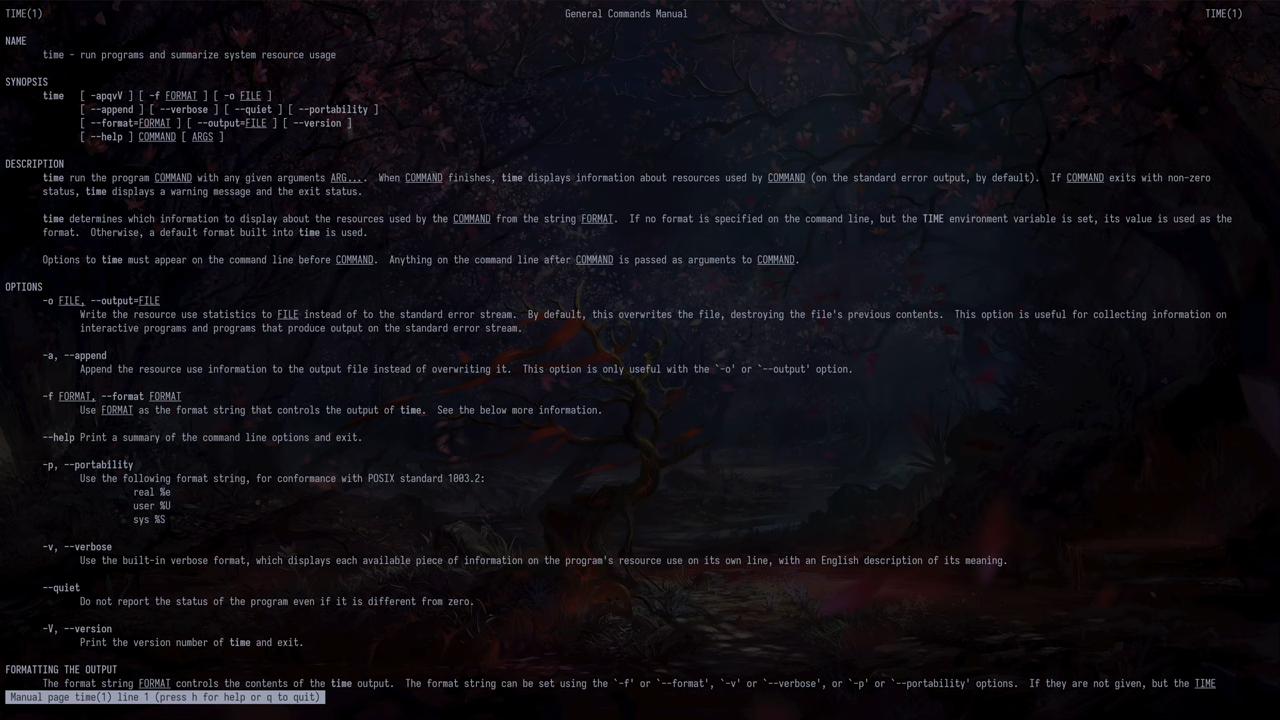 TIME(1) General Commands Manual TIME(1)
NAME
time - run programs and summarize system resource usage
SYNOPSIS
time [ -apqvV ] [ -f FORMAT ] [ -o FILE ]
[ --append ] [ --verbose ] [ --quiet ] [ --portability ]
[ --format=FORMAT ] [ --output=FILE ] [ --version ]
[ --help ] COMMAND [ ARGS ]
DESCRIPTION
time run the program COMMAND with any given arguments ARG.... When COMMAND finishes, time displays information about resources used by COMMAND (on the standard error output, by default). If COMMAND exits with non-zero
status, time displays a warning message and the exit status.
time determines which information to display about the resources used by the COMMAND from the string FORMAT. If no format is specified on the command line, but the TIME environment variable is set, its value is used as the
format. Otherwise, a default format built into time is used.
Options to time must appear on the command line before COMMAND. Anything on the command line after COMMAND is passed as arguments to COMMAND.
OPTIONS
-o FILE, --output=FILE
Write the resource use statistics to FILE instead of to the standard error stream. By default, this overwrites the file, destroying the file's previous contents. This option is useful for collecting information on
interactive programs and programs that produce output on the standard error stream.
-a, --append
Append the resource use information to the output file instead of overwriting it. This option is only useful with the `-o' or `--output' option.
-f FORMAT, --format FORMAT
Use FORMAT as the format string that controls the output of time. See the below more information.
--help Print a summary of the command line options and exit.
-p, --portability
Use the following format string, for conformance with POSIX standard 1003.2:
real %e
user %U
sys %S
-v, --verbose
Use the built-in verbose format, which displays each available piece of information on the program's resource use on its own line, with an English description of its meaning.
--quiet
Do not report the status of the program even if it is different from zero.
-V, --version
Print the version number of time and exit.
FORMATTING THE OUTPUT
The format string FORMAT controls the contents of the time output. The format string can be set using the `-f' or `--format', `-v' or `--verbose', or `-p' or `--portability' options. If they are not given, but the TIME
Manual page time(1) line 1 (press h for help or q to quit)